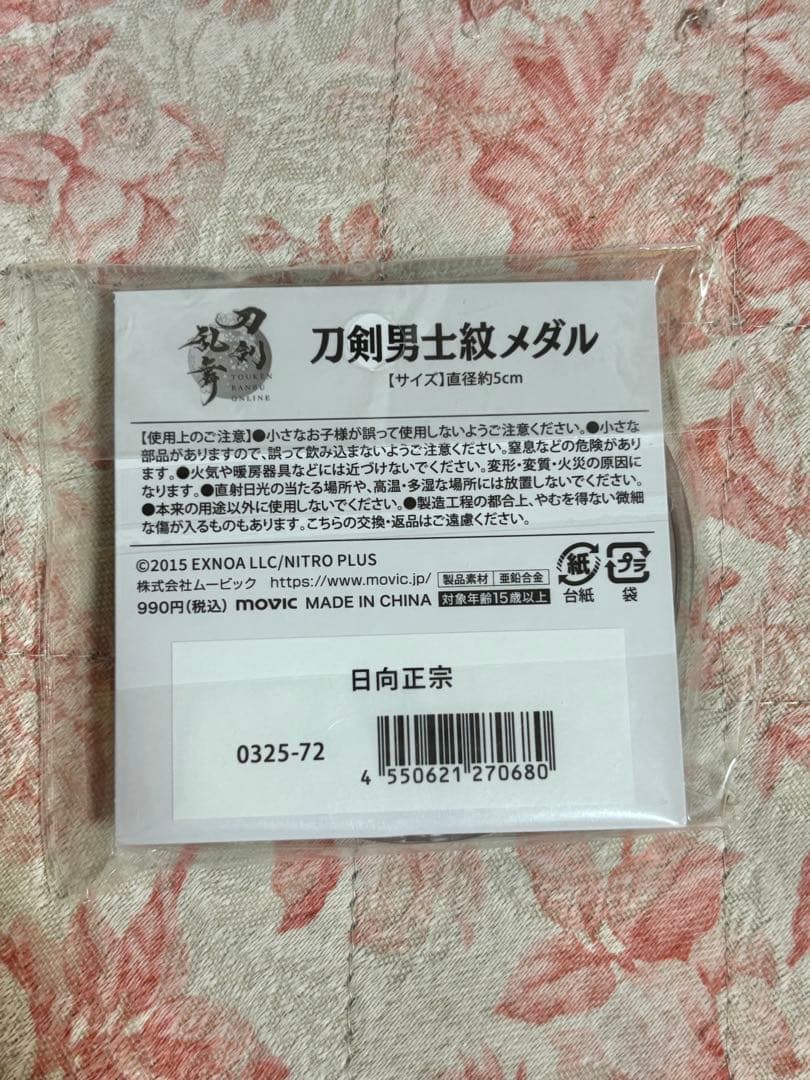 刀剣乱舞
TOUKEN
RANBU
ONLINE
刀剣男士紋メダル
【サイズ】直径約5cm
【使用上のご注意】●小さなお子様が誤って使用しないようご注意ください。●小さな
部品がありますので、誤って飲み込まないようご注意ください。窒息などの危険があり
ます。●火気や暖房器具などには近づけないでください。変形・変質・火災の原因に
なります。●直射日光の当たる場所や、高温・多湿な場所には放置しないでください。
●本来の用途以外に使用しないでください。●製造工程の都合上、やむを得ない微細
な傷が入るものもあります。こちらの交換・返品はご遠慮ください。
©2015 EXNOA LLC/NITRO PLUS
株式会社ムービック https://www.movic.jp/ 製品素材 亜鉛合金
990円(税込) movic MADE IN CHINA 対象年齢15歳以上
紙 プラ
台紙 袋
日向正宗
0325-72
4 550621 270680